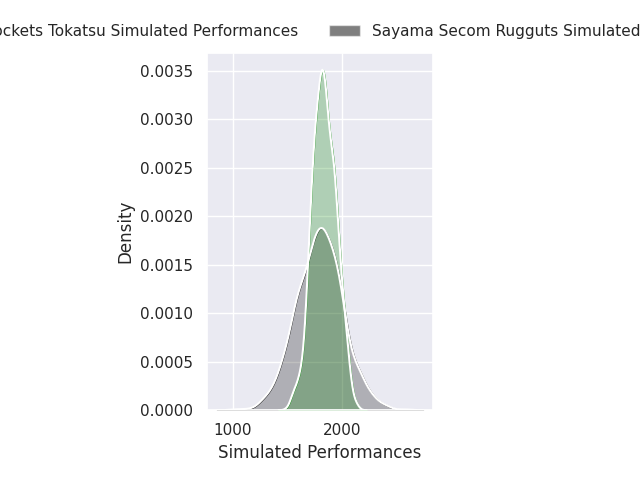 ockets Tokatsu Simulated Performances
Sayama Secom Rugguts Simulated
0.0035
0.0030
0.0025
0.0020
0.0015
0.0010
0.0005
0.0000
Density
1000
2000
Simulated Performances